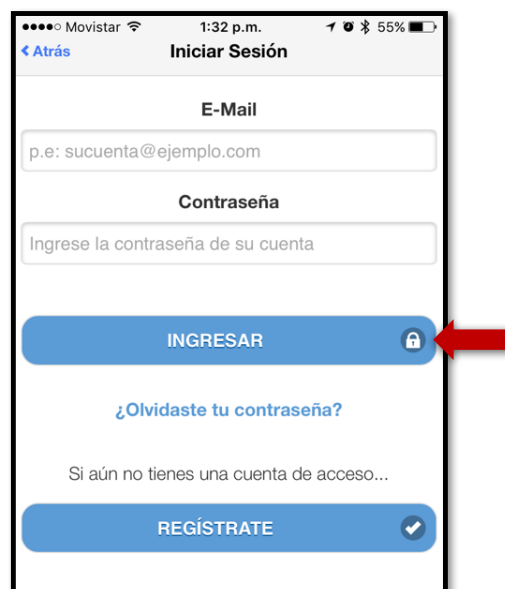 Movistar 1:32 p.m. 55%
Atrás Iniciar Sesión
E-Mail
p.e: sucuenta@ejemplo.com
Contraseña
Ingrese la contraseña de su cuenta
INGRESAR
¿Olvidaste tu contraseña?
Si aún no tienes una cuenta de acceso...
REGÍSTRATE